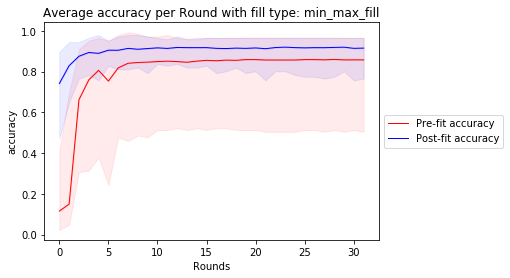 Average accuracy per Round with fill type: min_max_fill
1.0
0.8
0.6
0.4
0.2
0.0
accuracy
0 5 10 15 20 25 30
Rounds
Pre-fit accuracy
Post-fit accuracy